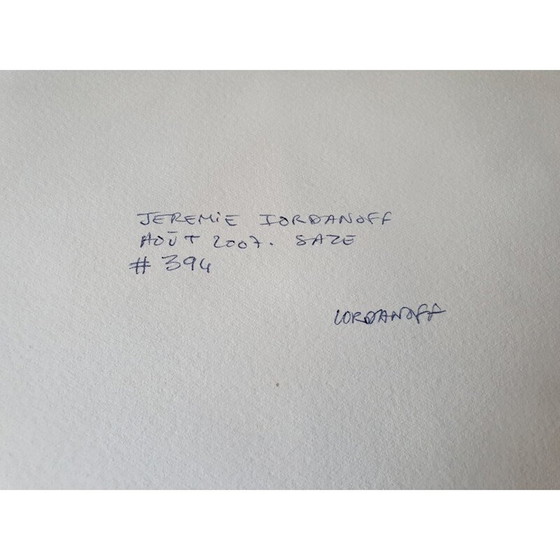 JEREMIE IORDANOFF
AOÛT 2007. SAZE
# 394
IORDANOFF